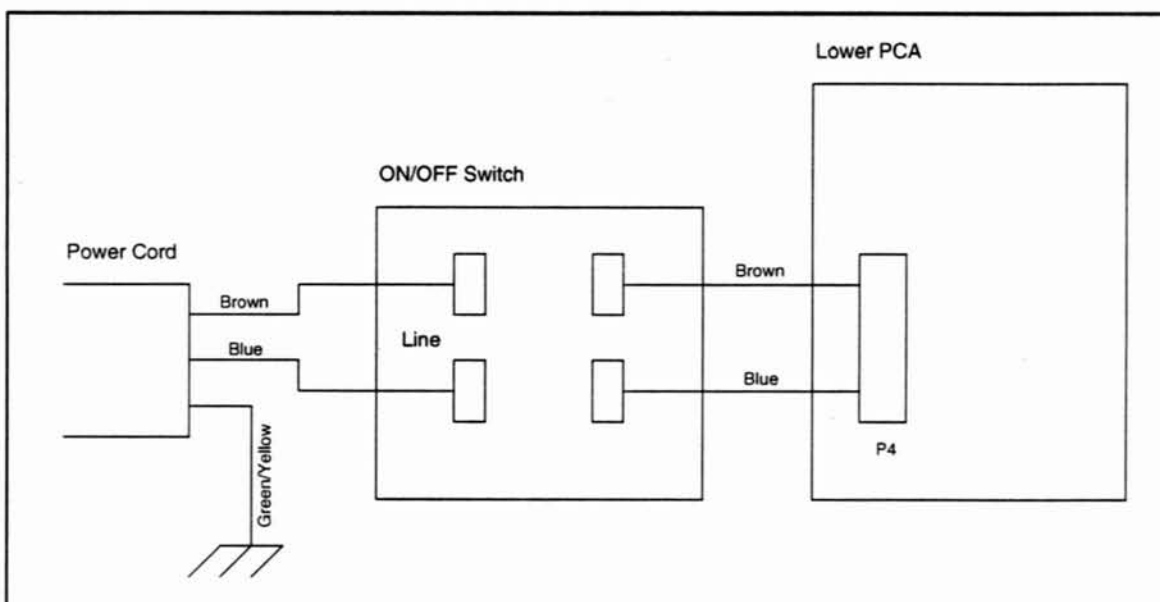 Lower PCA
ON/OFF Switch
Power Cord
Brown
Brown
Blue
Line
Blue
Green/Yellow
P4